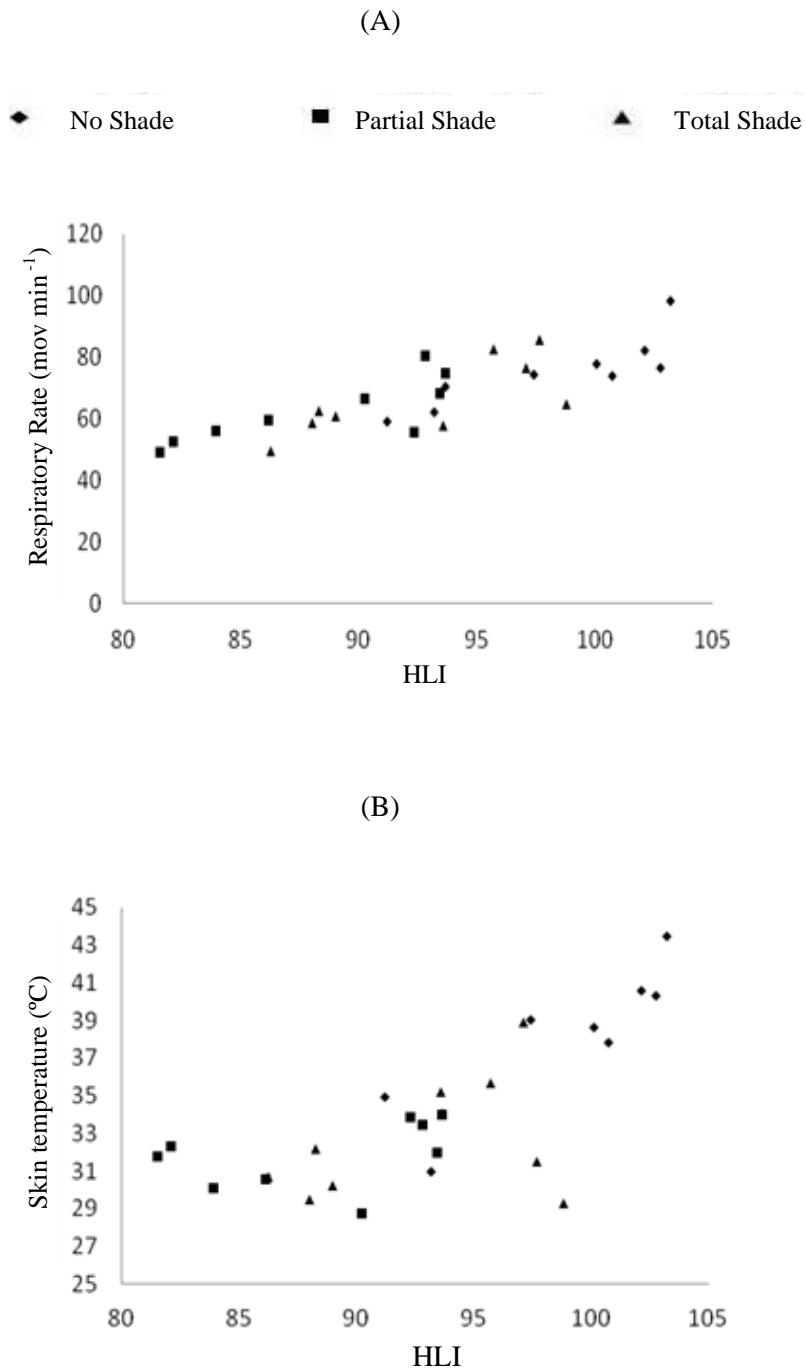 (A)
No Shade Partial Shade Total Shade
Respiratory Rate (mov min⁻¹)
120
100
80
60
40
20
0
80 85 90 95 100 105
HLI
(B)
Skin temperature (ºC)
45
43
41
39
37
35
33
31
29
27
25
80 85 90 95 100 105
HLI